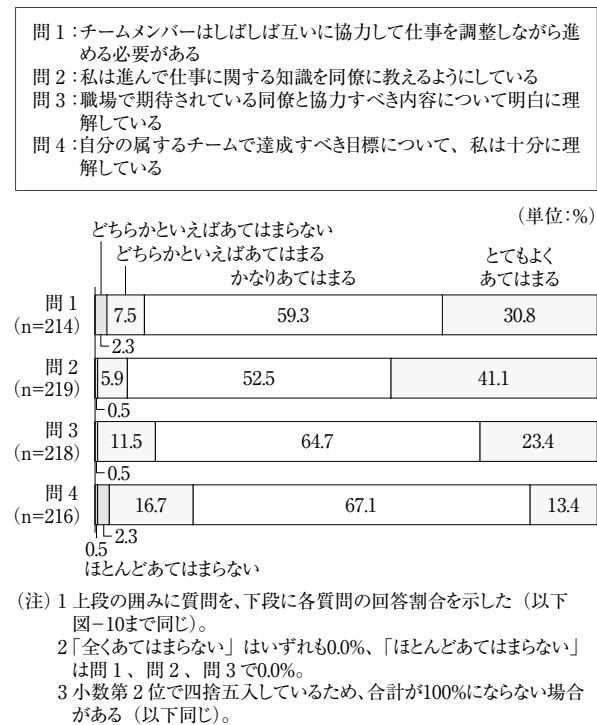 問1：チームメンバーはしばしば互いに協力して仕事を調整しながら進
める必要がある
問2：私は進んで仕事に関する知識を同僚に教えるようにしている
問3：職場で期待されている同僚と協力すべき内容について明白に理
解している
問4：自分の属するチームで達成すべき目標について、私は十分に理
解している
（単位：%）
どちらかといえばあてはまらない
どちらかといえばあてはまる
かなりあてはまる
とてもよく
あてはまる
問1
（n=214）
7.5 59.3 30.8
2.3
問2
（n=219）
5.9 52.5 41.1
0.5
問3
（n=218）
11.5 64.7 23.4
0.5
問4
（n=216）
16.7 67.1 13.4
2.3
0.5
ほとんどあてはまらない
（注）1 上段の囲みに質問を、下段に各質問の回答割合を示した（以下
図－10まで同じ）。
2「全くあてはまらない」はいずれも0.0%、「ほとんどあてはまらない」
は問1、問2、問3で0.0%。
3 小数第2位で四捨五入しているため、合計が100%にならない場合
がある（以下同じ）。